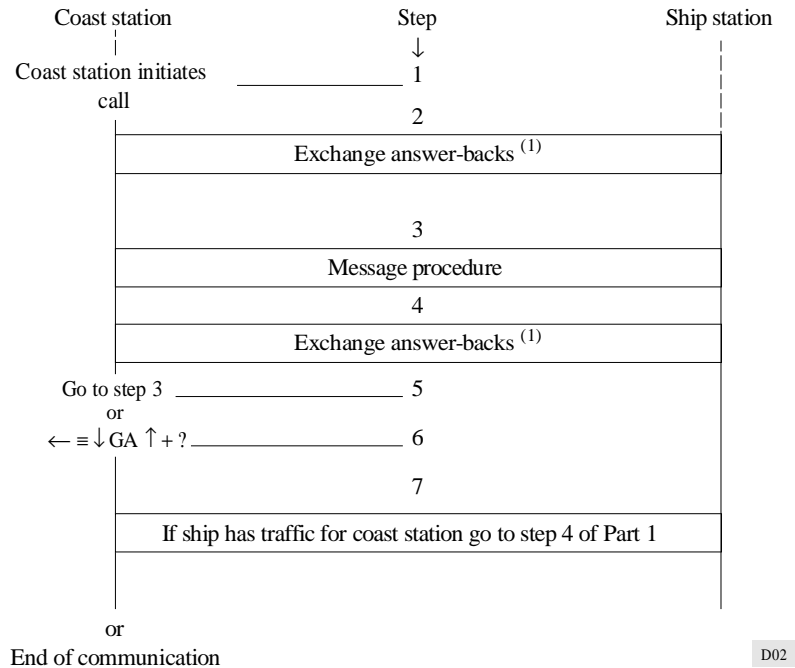 Coast station Step Ship station
↓
Coast station initiates 1
call
2
Exchange answer-backs (1)
3
Message procedure
4
Exchange answer-backs (1)
Go to step 3 5
or
← ≡ ↓ GA ↑ + ? 6
7
If ship has traffic for coast station go to step 4 of Part 1
or
End of communication
D02